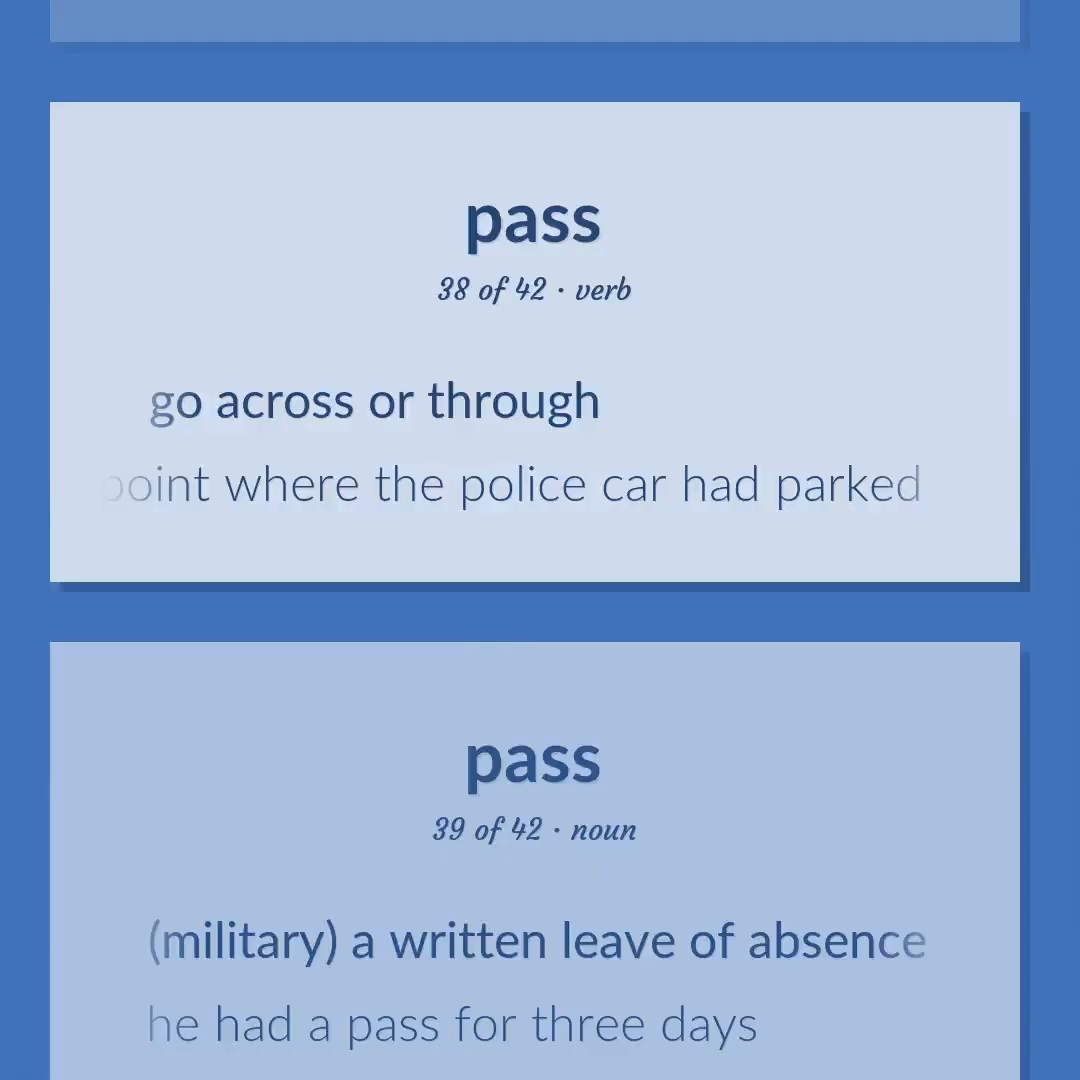 pass
38 of 42 · verb
go across or through
point where the police car had parked
pass
39 of 42 · noun
(military) a written leave of absence
he had a pass for three days